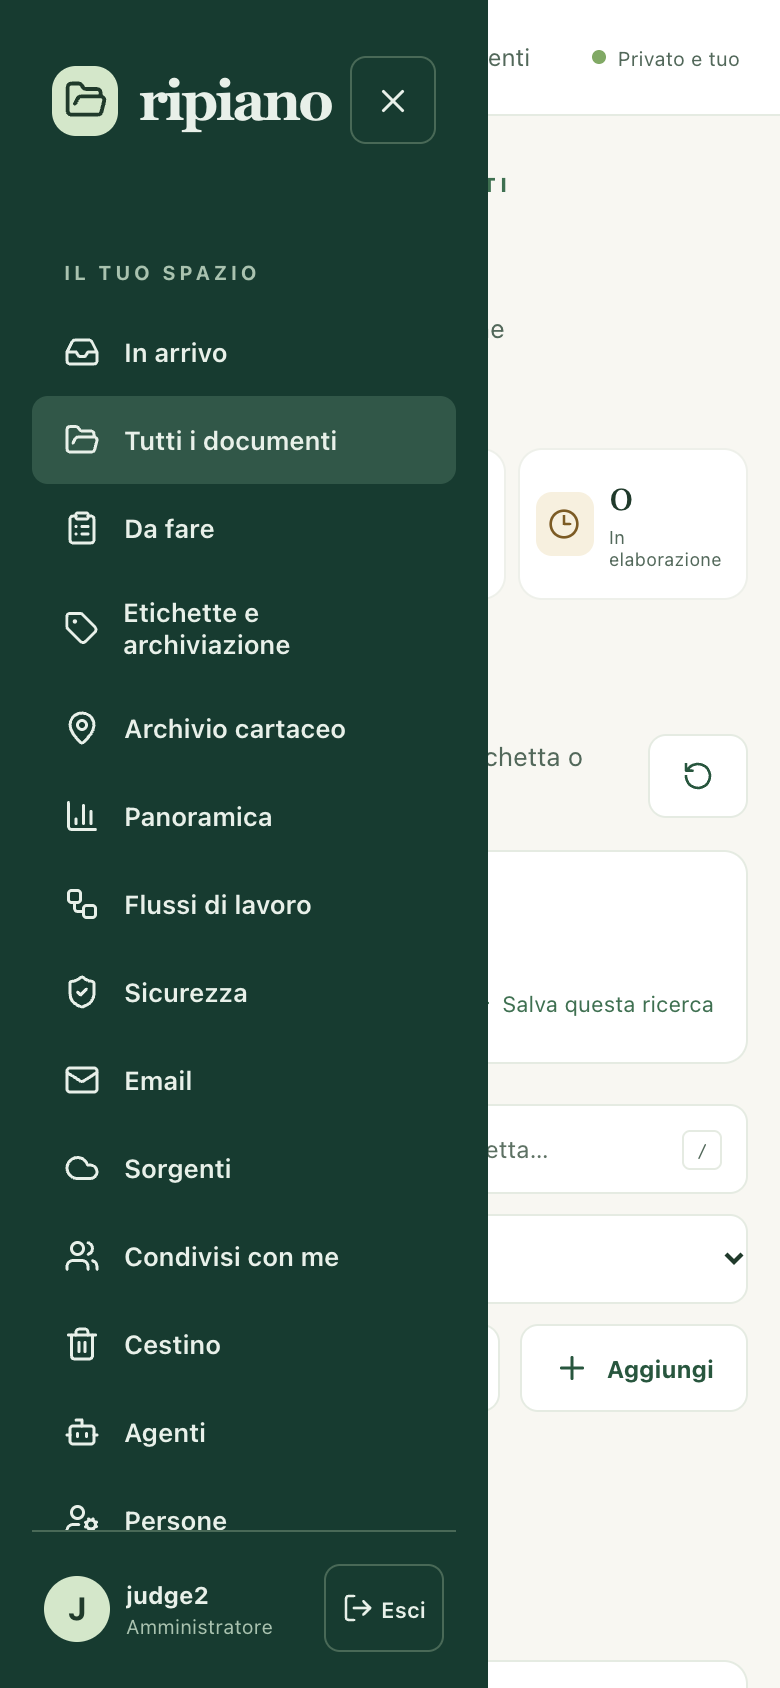 ripiano
enti
Privato e tuo
TI
IL TUO SPAZIO
e
In arrivo
Tutti i documenti
0
In
elaborazione
Da fare
Etichette e
archiviazione
Archivio cartaceo
chetta o
Panoramica
Flussi di lavoro
Sicurezza
Salva questa ricerca
Email
etta...
/
Sorgenti
Condivisi con me
Cestino
Aggiungi
Agenti
Persone
J
judge2
Amministratore
Esci